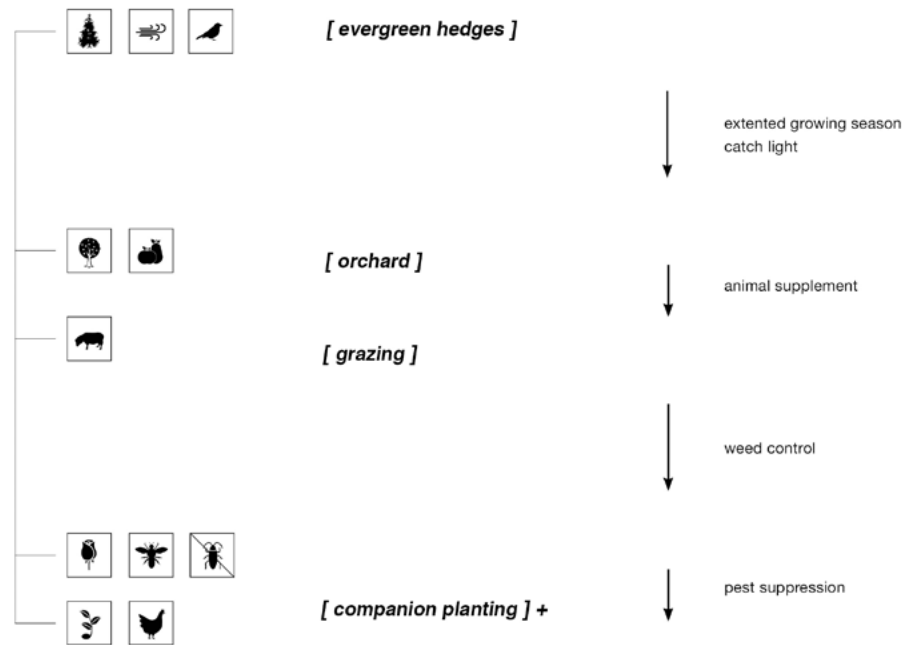 [ evergreen hedges ]
extented growing season
catch light
[ orchard ]
animal supplement
[ grazing ]
weed control
pest suppression
[ companion planting ] +